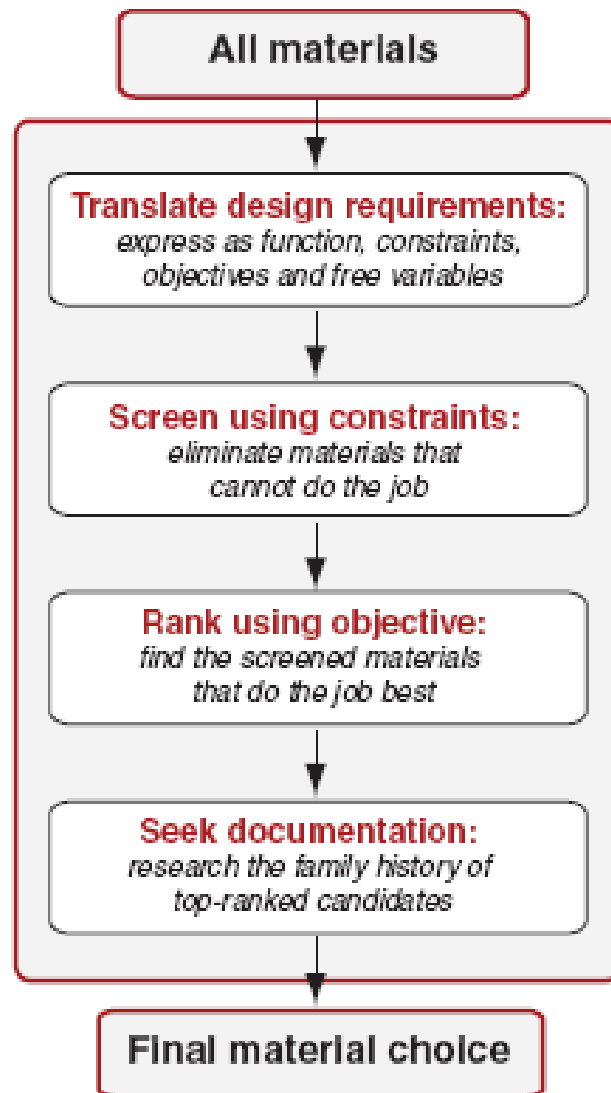 All materials
Translate design requirements:
express as function, constraints,
objectives and free variables
Screen using constraints:
eliminate materials that
cannot do the job
Rank using objective:
find the screened materials
that do the job best
Seek documentation:
research the family history of
top-ranked candidates
Final material choice